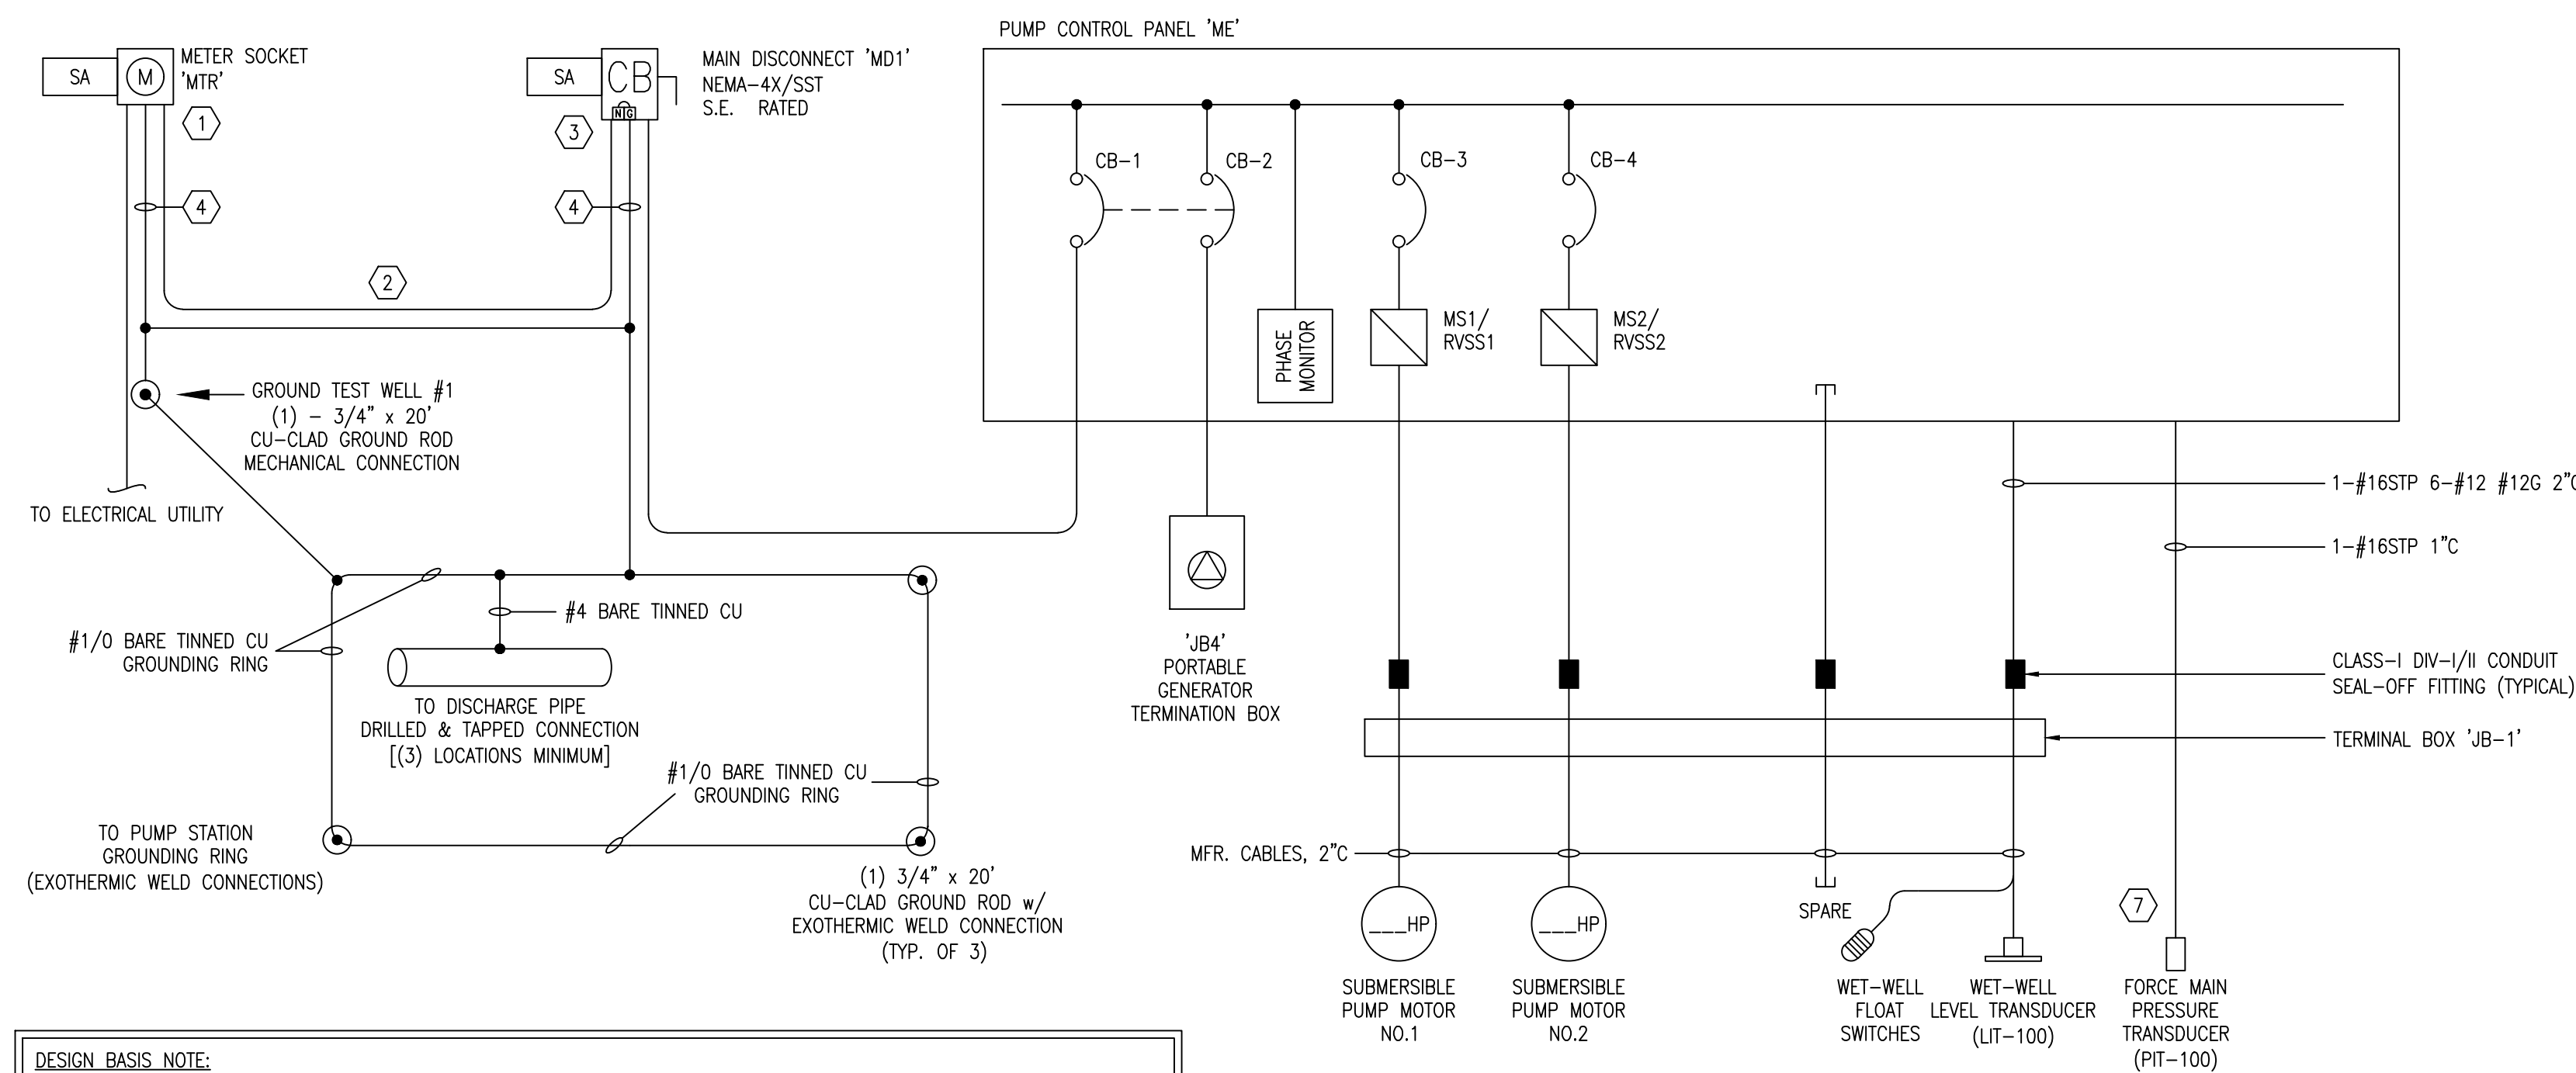 PUMP CONTROL PANEL 'ME'
SA
M
METER SOCKET
'MTR'
1
SA
CB
N G
MAIN DISCONNECT 'MD1'
NEMA-4X/SST
S.E. RATED
3
4
4
2
CB-1
CB-2
CB-3
CB-4
PHASE
MONITOR
MS1/
RVSS1
MS2/
RVSS2
GROUND TEST WELL #1
(1) - 3/4" x 20'
CU-CLAD GROUND ROD
MECHANICAL CONNECTION
TO ELECTRICAL UTILITY
1-#16STP 6-#12 #12G 2"C
1-#16STP 1"C
#4 BARE TINNED CU
#1/0 BARE TINNED CU
GROUNDING RING
TO DISCHARGE PIPE
DRILLED & TAPPED CONNECTION
[(3) LOCATIONS MINIMUM]
'JB4'
PORTABLE
GENERATOR
TERMINATION BOX
CLASS-I DIV-I/II CONDUIT
SEAL-OFF FITTING (TYPICAL)
TERMINAL BOX 'JB-1'
#1/0 BARE TINNED CU
GROUNDING RING
TO PUMP STATION
GROUNDING RING
(EXOTHERMIC WELD CONNECTIONS)
(1) 3/4" x 20'
CU-CLAD GROUND ROD w/
EXOTHERMIC WELD CONNECTION
(TYP. OF 3)
MFR. CABLES, 2"C
___HP
___HP
SPARE
7
SUBMERSIBLE
PUMP MOTOR
NO.1
SUBMERSIBLE
PUMP MOTOR
NO.2
WET-WELL
FLOAT
SWITCHES
WET-WELL
LEVEL TRANSDUCER
(LIT-100)
FORCE MAIN
PRESSURE
TRANSDUCER
(PIT-100)
DESIGN BASIS NOTE: